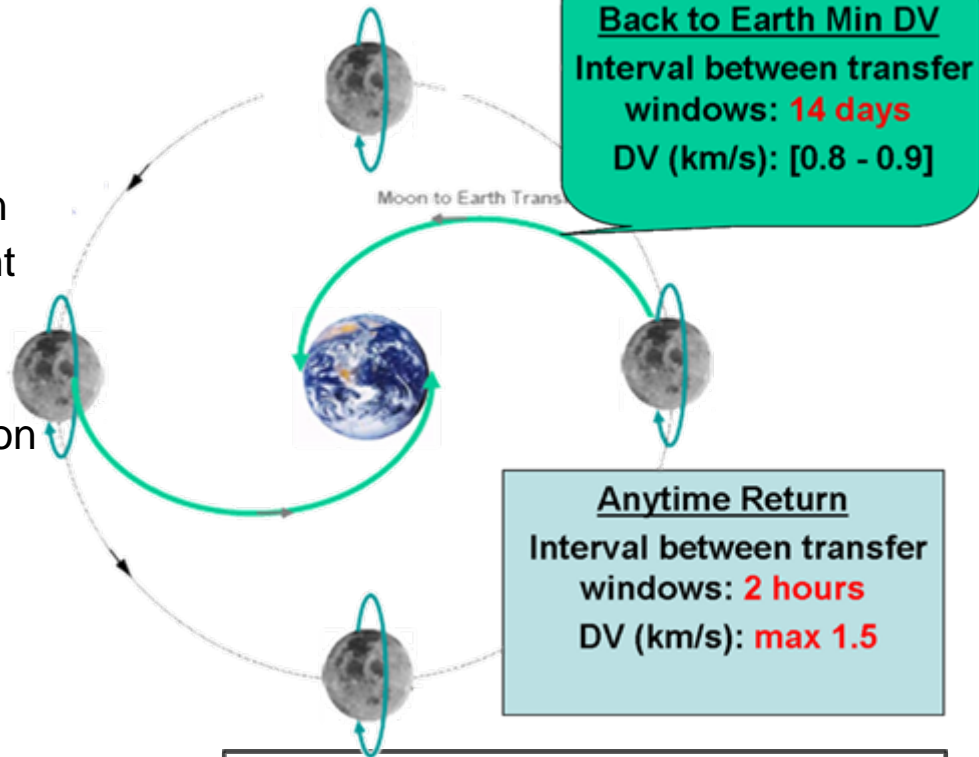 Back to Earth Min DV
Interval between transfer
windows: 14 days
DV (km/s): [0.8 - 0.9]
Moon to Earth
on
Anytime Return
Interval between transfer
windows: 2 hours
DV (km/s): max 1.5